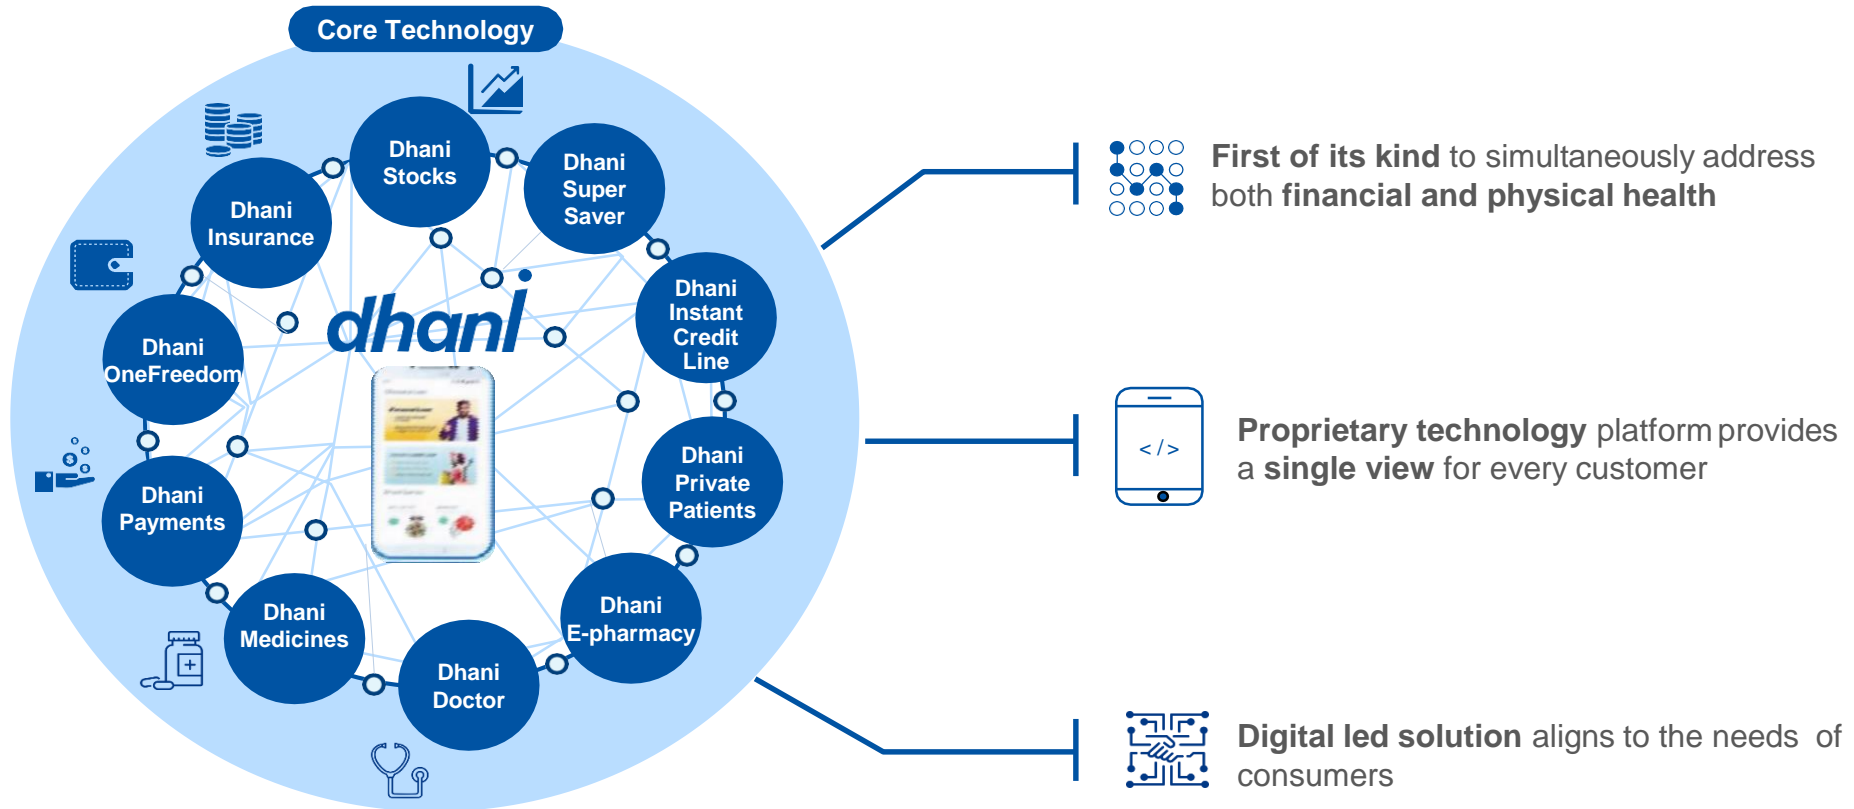 Core Technology
Dhani
Stocks
Dhani
Super
Saver
Dhani
Insurance
Dhani
Instant
Credit
Line
dhani
Dhani
OneFreedom
Dhani
Private
Patients
Dhani
Payments
Dhani
E-pharmacy
Dhani
Medicines
Dhani
Doctor
First of its kind to simultaneously address
both financial and physical health
</>
Proprietary technology platform provides
a single view for every customer
Digital led solution aligns to the needs of
consumers